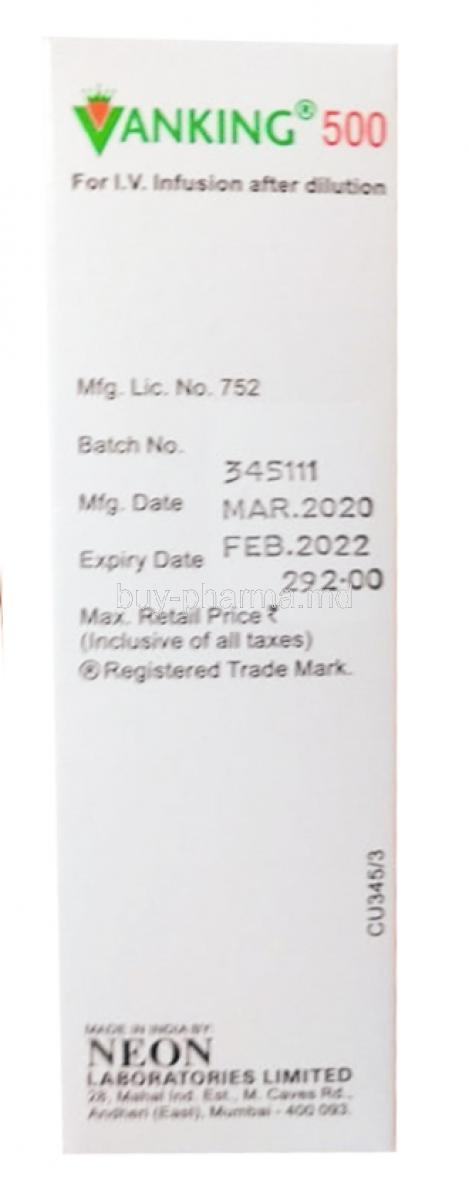 VANKING® 500
For I.V. Infusion after dilution
Mfg. Lic. No. 752
Batch No. 345111
Mfg. Date MAR.2020
Expiry Date FEB.2022
292-00
buy-pharma.md
Max. Retail Price ₹
(Inclusive of all taxes)
® Registered Trade Mark.
CU345/3
MADE IN INDIA BY:
NEON
LABORATORIES LIMITED
28, Mahal Ind. Est., M. Caves Rd.,
Andheri (East), Mumbai - 400 093.